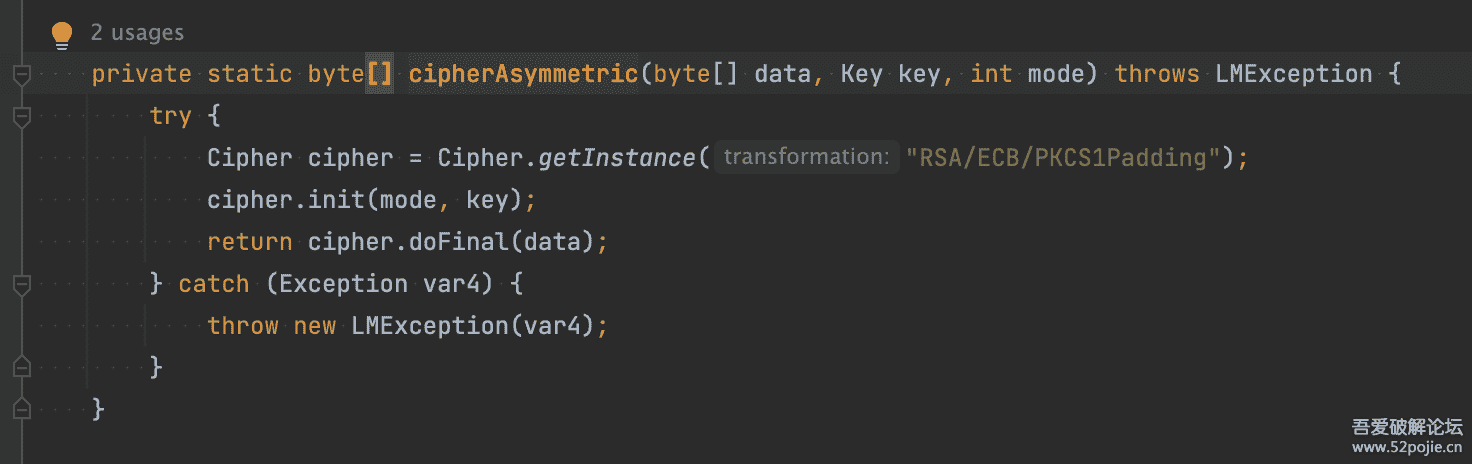 2 usages
private static byte[] cipherAsymmetric(byte[] data, Key key, int mode) throws LMException {
try {
Cipher cipher = Cipher.getInstance( transformation: "RSA/ECB/PKCS1Padding");
cipher.init(mode, key);
return cipher.doFinal(data);
} catch (Exception var4) {
throw new LMException(var4);
}
}
吾爱破解论坛
www.52pojie.cn